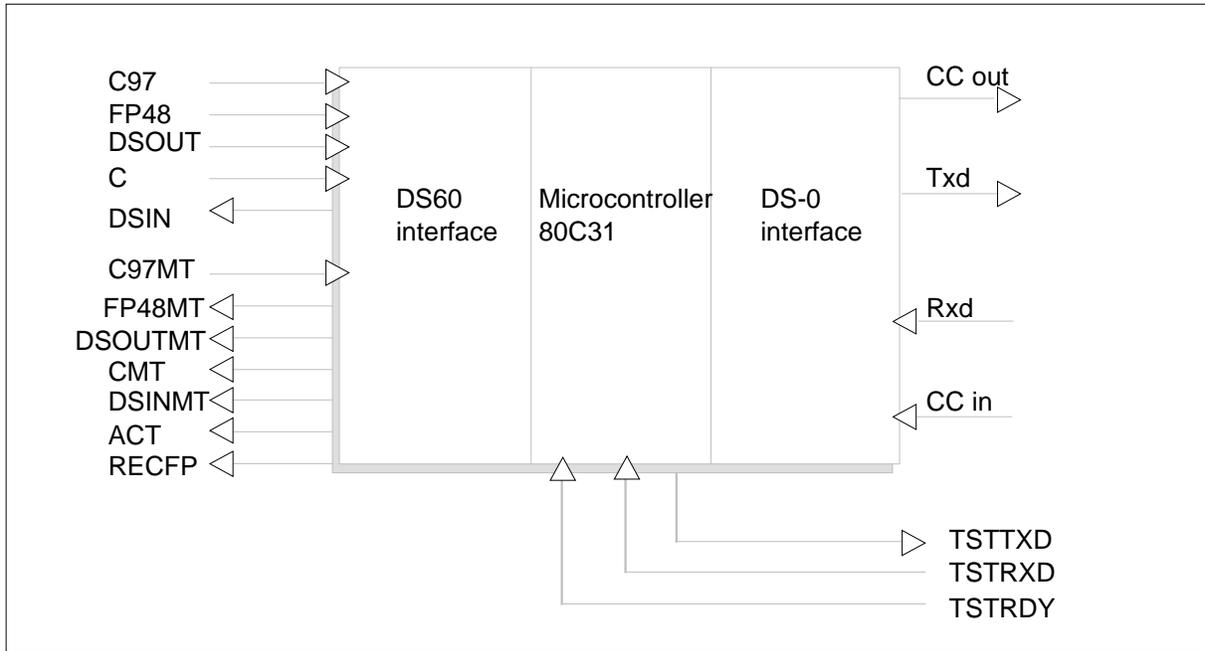 C97
FP48
DSOUT
C
DSIN
C97MT
FP48MT
DSOUTMT
CMT
DSINMT
ACT
RECFP
DS60
interface
Microcontroller
80C31
DS-0
interface
CC out
Txd
Rxd
CC in
TSTTXD
TSTRXD
TSTRDY